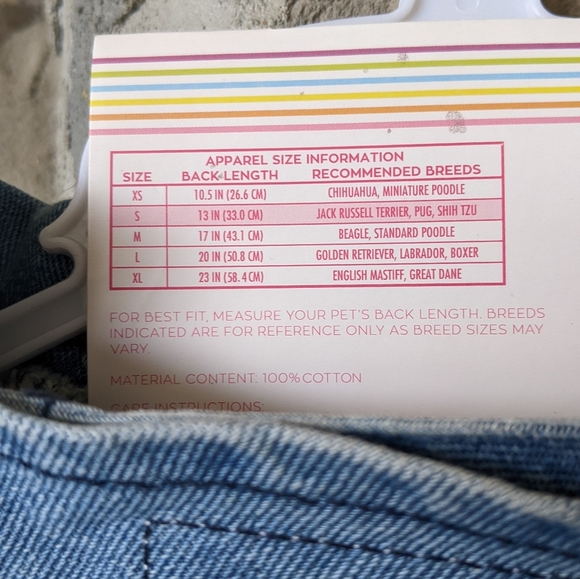 APPAREL SIZE INFORMATION
SIZE BACK-LENGTH RECOMMENDED BREEDS
XS 10.5 IN (26.6 CM) CHIHUAHUA, MINIATURE POODLE
S 13 IN (33.0 CM) JACK RUSSELL TERRIER, PUG, SHIH TZU
M 17 IN (43.1 CM) BEAGLE, STANDARD POODLE
L 20 IN (50.8 CM) GOLDEN RETRIEVER, LABRADOR, BOXER
XL 23 IN (58.4 CM) ENGLISH MASTIFF, GREAT DANE
FOR BEST FIT, MEASURE YOUR PET'S BACK LENGTH. BREEDS
INDICATED ARE FOR REFERENCE ONLY AS BREED SIZES MAY
VARY.
MATERIAL CONTENT: 100% COTTON
CARE INSTRUCTIONS: